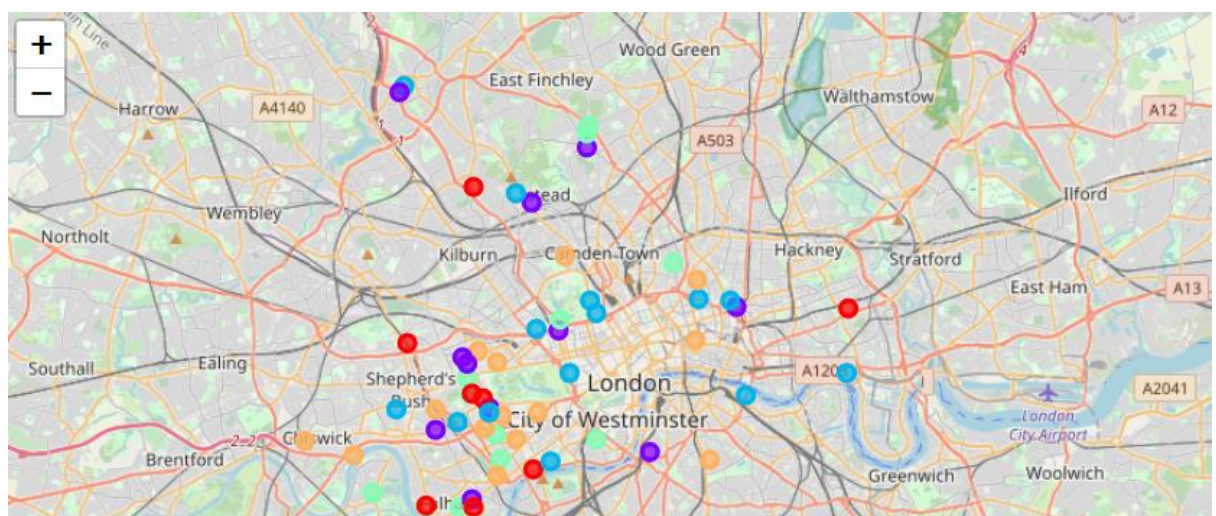 +
−
Wood Green
East Finchley
Harrow
A4140
Walthamstow
A12
A503
Ilford
Wembley
Northolt
Kilburn
Camden Town
Hackney
Stratford
East Ham
A13
Southall
Ealing
Shepherd's
Bush
London
A2041
City of Westminster
London
City Airport
Chiswick
Brentford
Greenwich
Woolwich